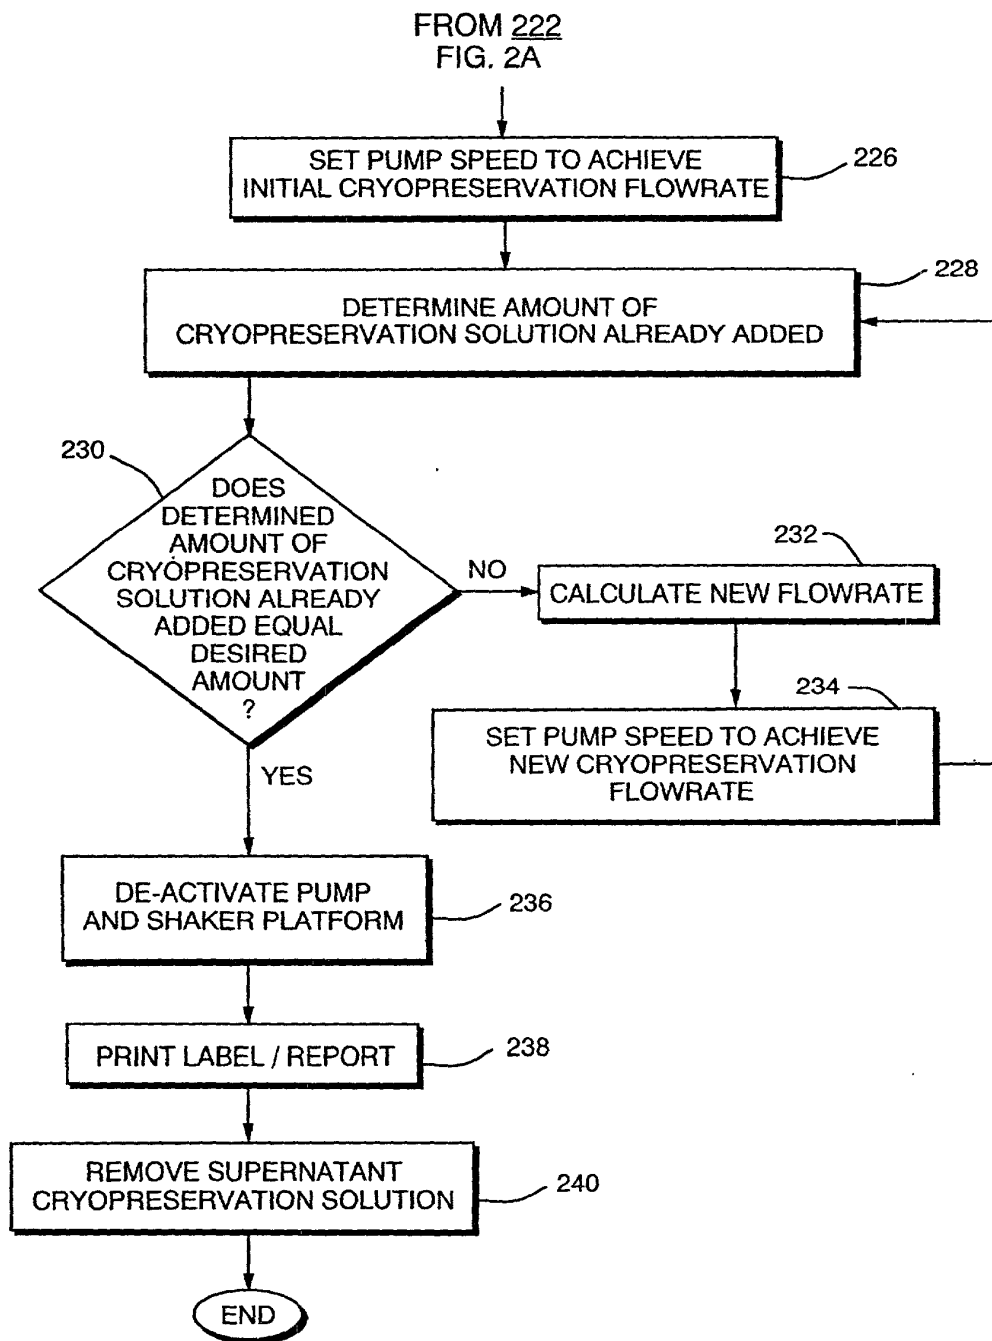 FROM 222
FIG. 2A
SET PUMP SPEED TO ACHIEVE
INITIAL CRYOPRESERVATION FLOWRATE
226
DETERMINE AMOUNT OF
CRYOPRESERVATION SOLUTION ALREADY ADDED
228
230
DOES
DETERMINED
AMOUNT OF
CRYOPRESERVATION
SOLUTION ALREADY
ADDED EQUAL
DESIRED
AMOUNT
?
NO
232
CALCULATE NEW FLOWRATE
234
SET PUMP SPEED TO ACHIEVE
NEW CRYOPRESERVATION
FLOWRATE
YES
DE-ACTIVATE PUMP
AND SHAKER PLATFORM
236
PRINT LABEL / REPORT
238
REMOVE SUPERNATANT
CRYOPRESERVATION SOLUTION
240
END